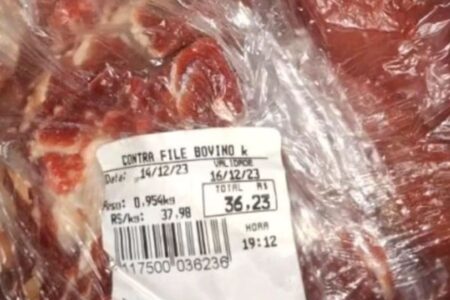 CONTRA FILE BOVINO k
Data: 14/12/23
VALIDADE
16/12/23
Peso: 0,954kg
R$/kg: 37,98
TOTAL R$
36,23
HORA
19:12
117500 036236